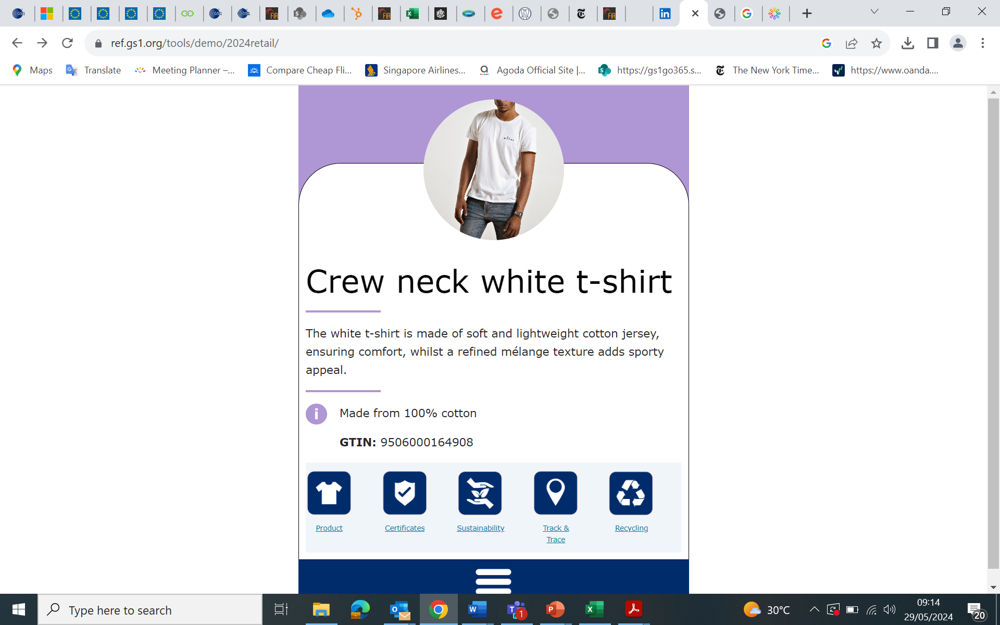 ref.gs1.org/tools/demo/2024retail/
Maps
Translate
Meeting Planner –...
Compare Cheap Fli...
Singapore Airlines...
Agoda Official Site |...
https://gs1go365.s...
The New York Time...
https://www.oanda....
Crew neck white t-shirt
The white t-shirt is made of soft and lightweight cotton jersey,
ensuring comfort, whilst a refined mélange texture adds sporty
appeal.
Made from 100% cotton
GTIN: 9506000164908
Product
Certificates
Sustainability
Track &
Trace
Recycling
Type here to search
1
30°C
09:14
29/05/2024
20